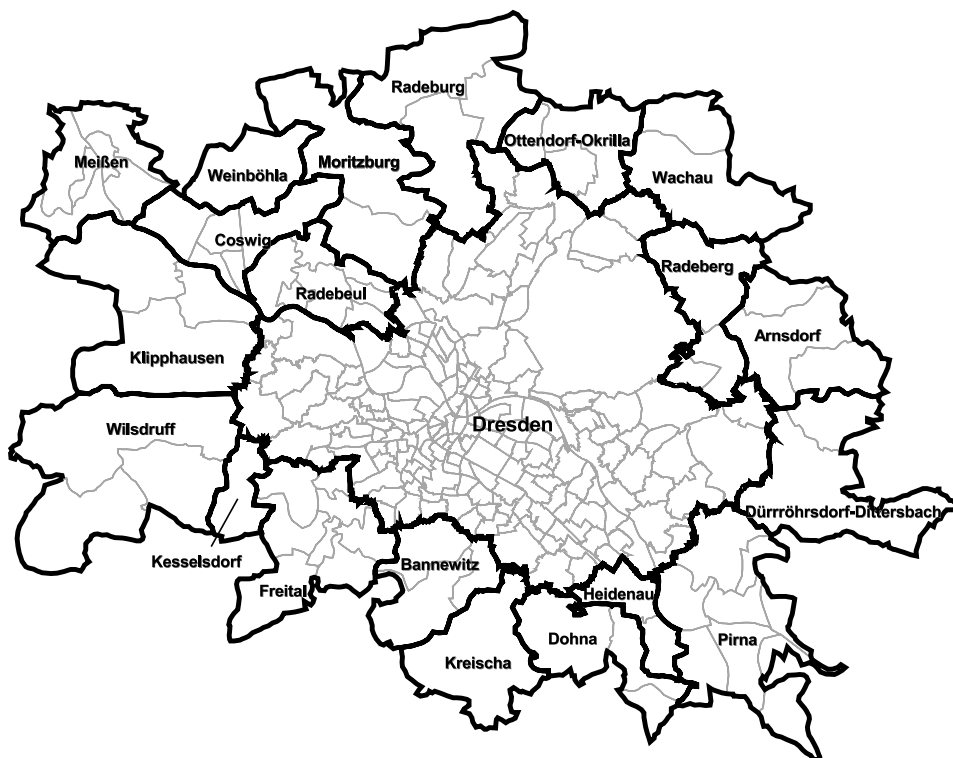 Radeburg
Ottendorf-Okrilla
Meißen
Weinböhla
Moritzburg
Wachau
Coswig
Radeberg
Radebeul
Arnsdorf
Klipphausen
Wilsdruff
Dresden
Dürrröhrsdorf-Dittersbach
Kesselsdorf
Bannewitz
Freital
Heidenau
Dohna
Pirna
Kreischa